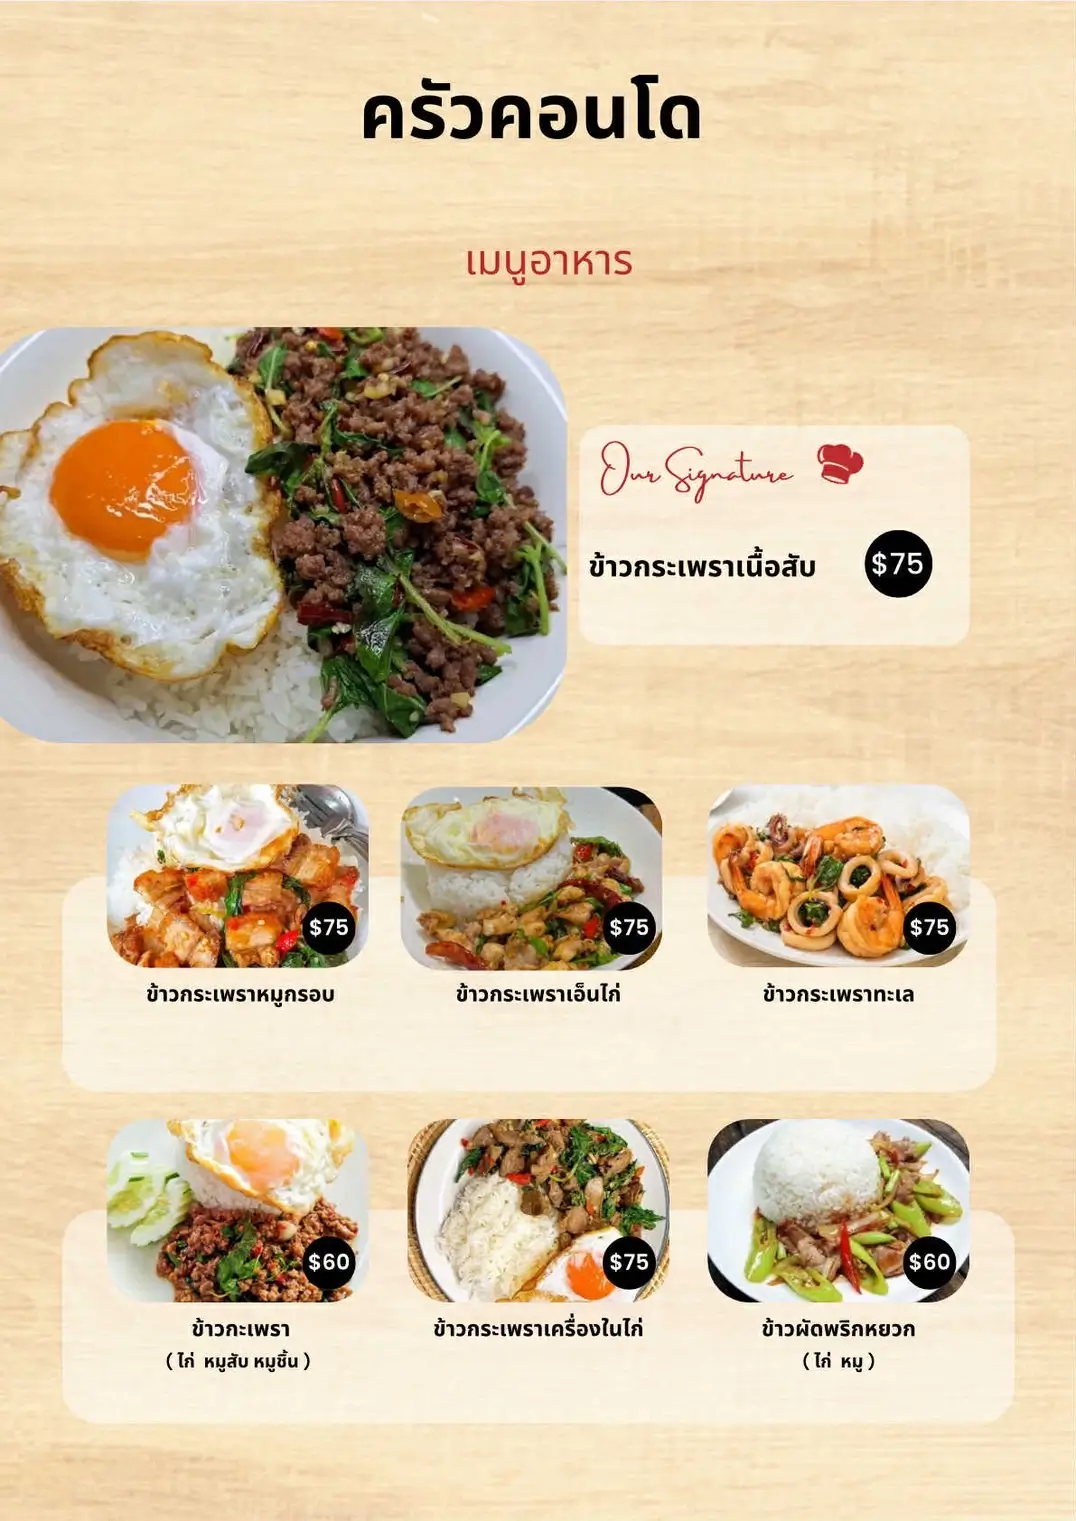 ครัวคอนโด
เมนูอาหาร
Our Signature
ข้าวกระเพราเนื้อสับ $75
$75 $75 $75
ข้าวกระเพราหมูกรอบ ข้าวกระเพราเอ็นไก่ ข้าวกระเพราทะเล
$60 $75 $60
ข้าวกะเพรา ข้าวกระเพราเครื่องในไก่ ข้าวผัดพริกหยวก
( ไก่ หมูสับ หมูชิ้น ) ( ไก่ หมู )